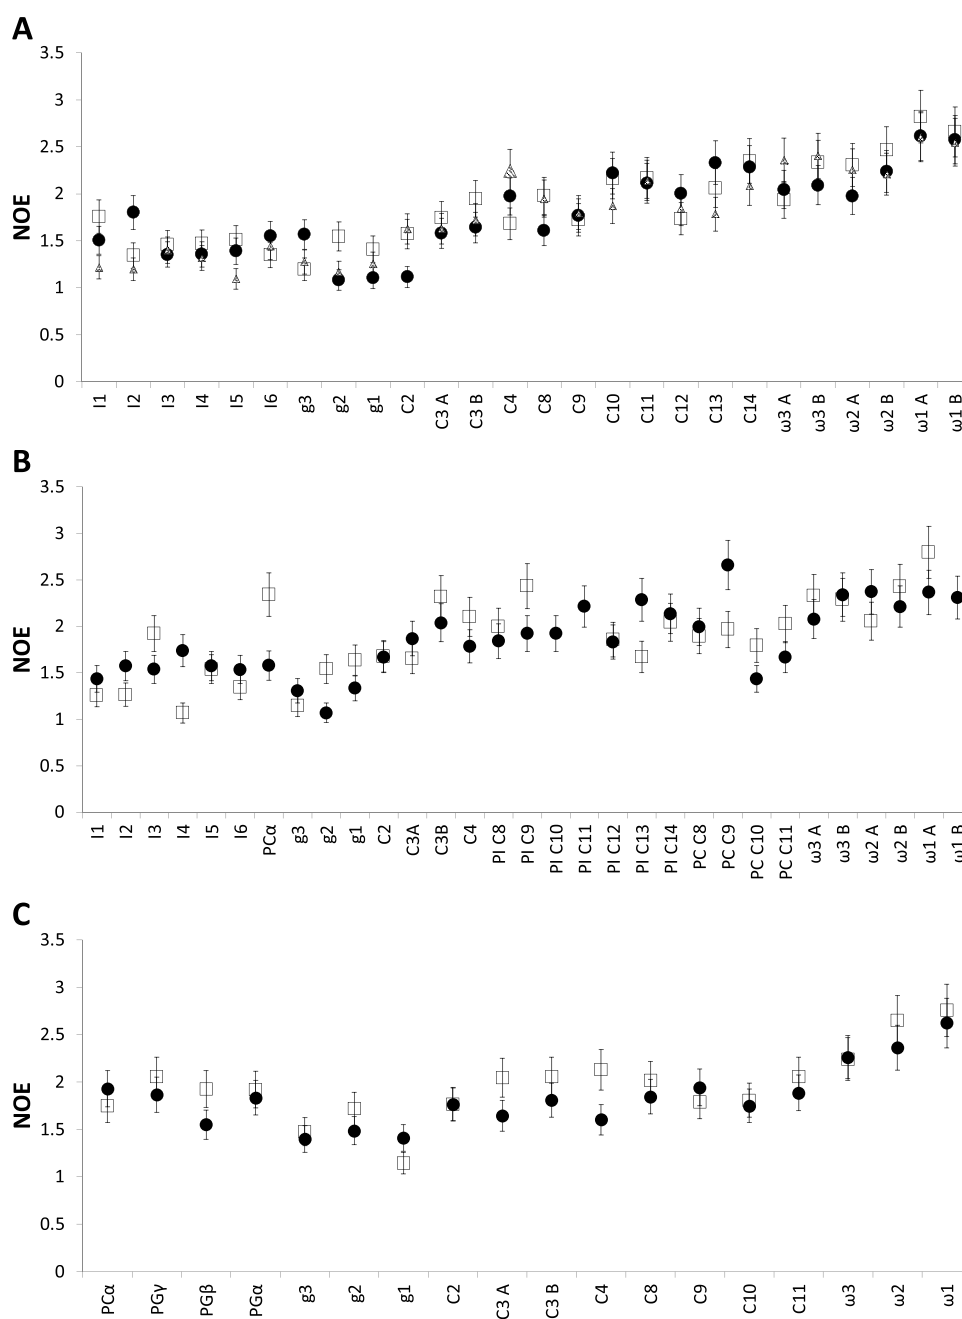 A
3.5
3
2.5
2
1.5
1
0.5
0
NOE
I1 I2 I3 I4 I5 I6 g3 g2 g1 C2 C3 A C3 B C4 C8 C9 C10 C11 C12 C13 C14 ω3 A ω3 B ω2 A ω2 B ω1 A ω1 B
B
3.5
3
2.5
2
1.5
1
0.5
0
NOE
I1 I2 I3 I4 I5 I6 PCα g3 g2 g1 C2 C3A C3B C4 PI C8 PI C9 PI C10 PI C11 PI C12 PI C13 PI C14 PC C8 PC C9 PC C10 PC C11 ω3 A ω3 B ω2 A ω2 B ω1 A ω1 B
C
3.5
3
2.5
2
1.5
1
0.5
0
NOE
PCα PGγ PGβ PGα g3 g2 g1 C2 C3 A C3 B C4 C8 C9 C10 C11 ω3 ω2 ω1